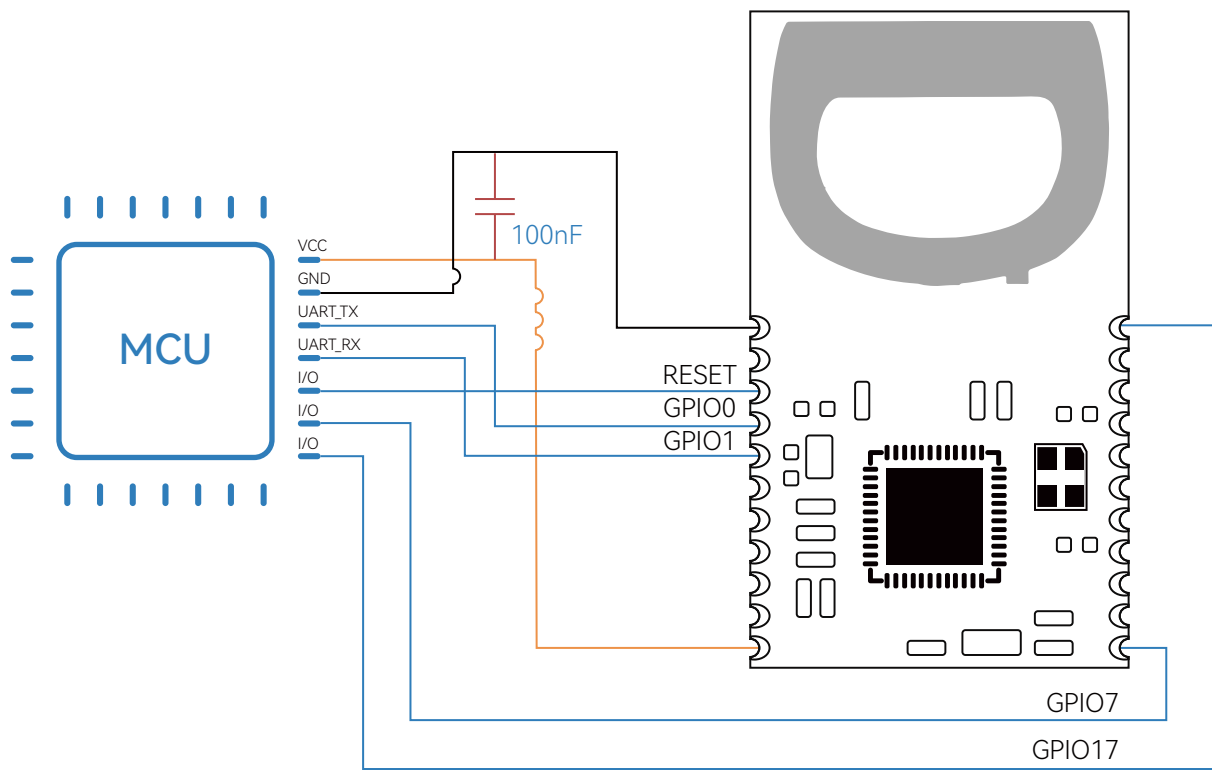 VCC
GND
UART_TX
UART_RX
I/O
I/O
I/O
MCU
100nF
RESET
GPIO0
GPIO1
GPIO7
GPIO17